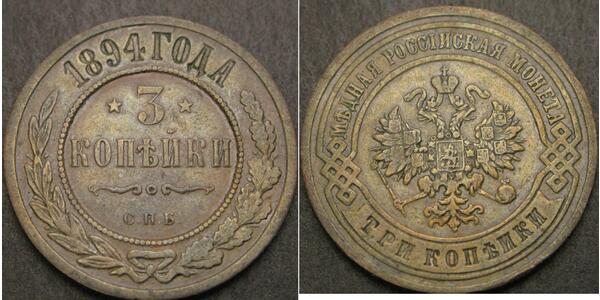 1894 ГОДА
3
КОПѢЙКИ
С.П.Б.
МѢДНАЯ РОССIЙСКАЯ МОНЕТА
ТРИ КОПѢЙКИ